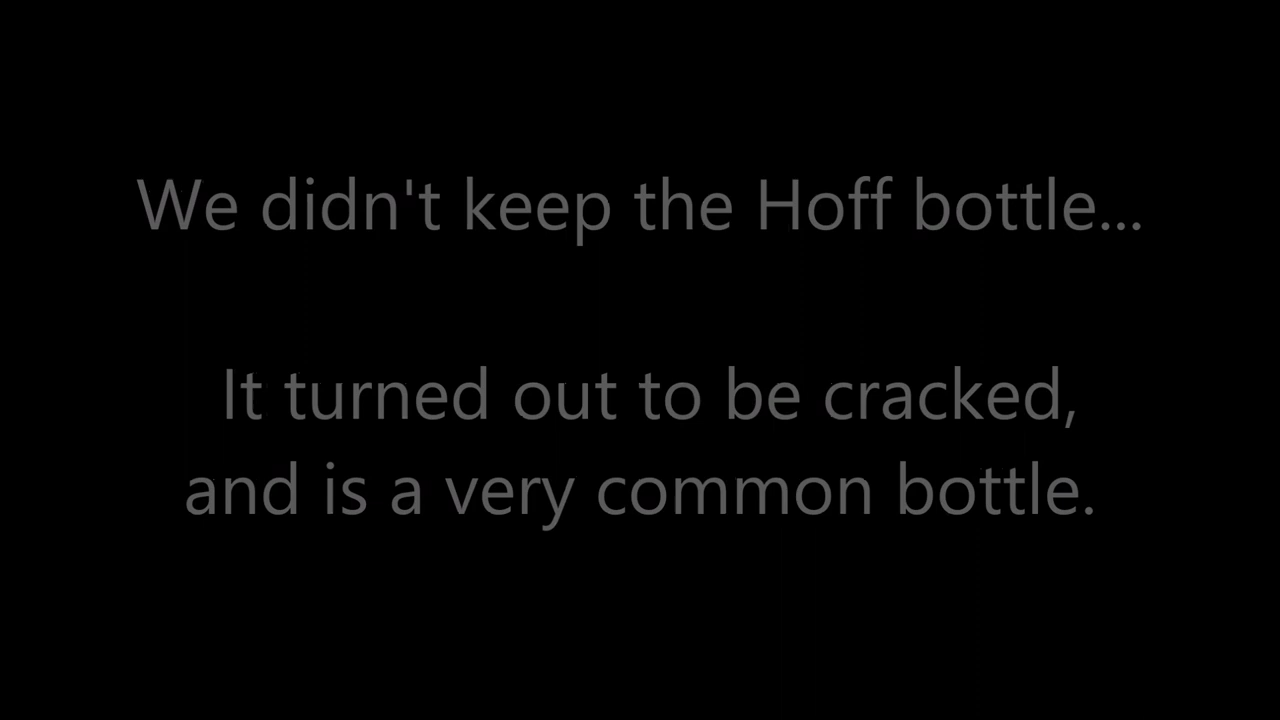 We didn't keep the Hoff bottle...
It turned out to be cracked,
and is a very common bottle.